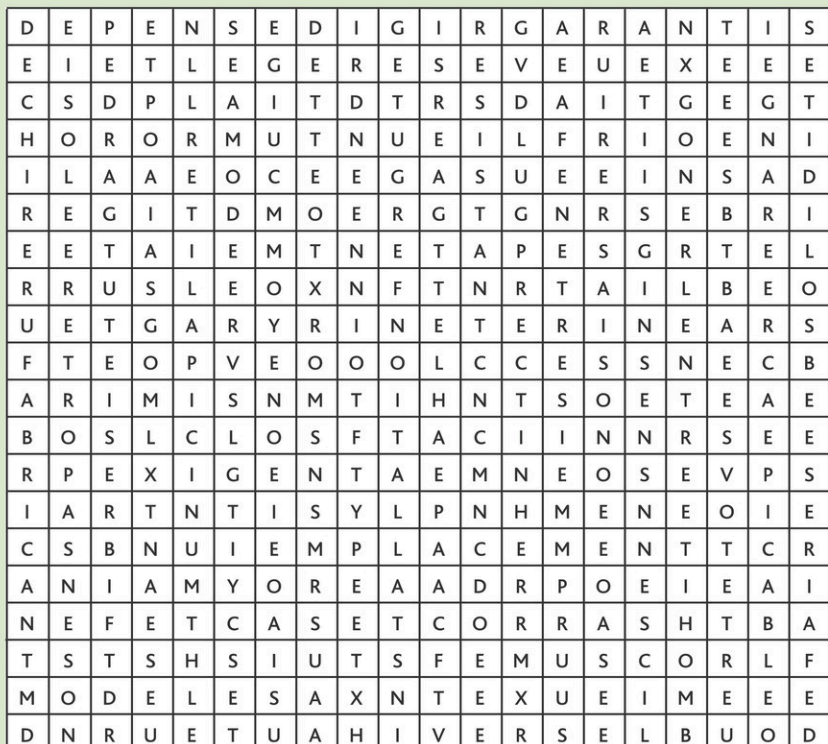 D E P E N S E D I G I R G A R A N T I S
E I E T L E G E R E S E V E U E X E E E
C S D P L A I T D T R S D A I T G E G T
H O R O R M U T N U E I L F R I O E N I
I L A A E O C E E G A S U E E I N S A D
R E G I T D M O E R G T G N R S E B R I
E E T A I E M T N E T A P E S G R T E L
R R U S L E O X N F T N R T A I L B E O
U E T G A R Y R I N E T E R I N E A R S
F T E O P V E O O O L C C E S S N E C B
A R I M I S N M T I H N T S O E T E A E
B O S L C L O S F T A C I I N N R S E E
R P E X I G E N T A E M N E O S E V P S
I A R T N T I S Y L P N H M E N E O I E
C S B N U I E M P L A C E M E N T T C R
A N I A M Y O R E A A D R P O E I E A I
N E F E T C A S E T C O R R A S H T B A
T S T S H S I U T S F E M U S C O R L F
M O D E L E S A X N T E X U E I M E E E
D N R U E T U A H I V E R S E L B U O D